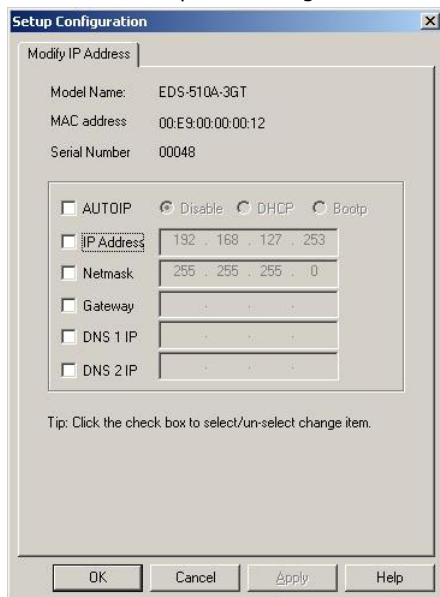 Setup Configuration
Modify IP Address
Model Name: EDS-510A-3GT
MAC address 00:E9:00:00:00:12
Serial Number 00048
AUTOIP Disable DHCP Bootp
IP Address 192 . 168 . 127 . 253
Netmask 255 . 255 . 255 . 0
Gateway . . .
DNS 1 IP . . .
DNS 2 IP . . .
Tip: Click the check box to select/un-select change item.
OK Cancel Apply Help